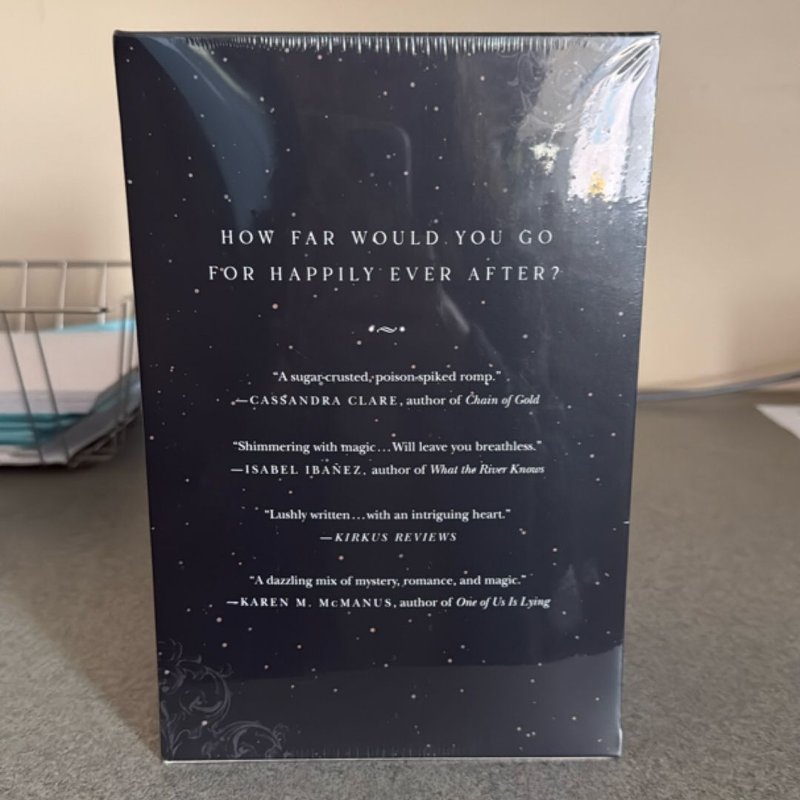 HOW FAR WOULD YOU GO
FOR HAPPILY EVER AFTER?
“A sugar-crusted, poison-spiked romp.”
—CASSANDRA CLARE, author of Chain of Gold
“Shimmering with magic…Will leave you breathless.”
—ISABEL IBAÑEZ, author of What the River Knows
“Lushly written…with an intriguing heart.”
—KIRKUS REVIEWS
“A dazzling mix of mystery, romance, and magic.”
—KAREN M. McMANUS, author of One of Us Is Lying